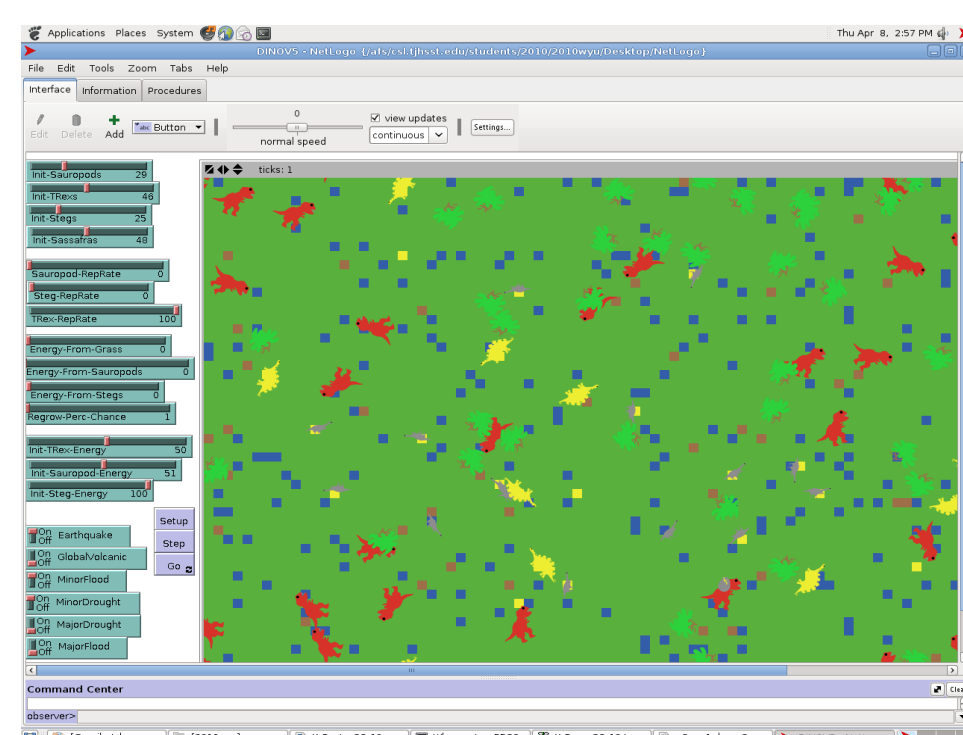 Applications Places System
Thu Apr 8, 2:57 PM
DINOV5 - NetLogo {/afs/csl.tjhsst.edu/students/2010/2010wyu/Desktop/NetLogo}
File Edit Tools Zoom Tabs Help
Interface Information Procedures
Edit Delete Add abc Button
0
normal speed
view updates
continuous
Settings...
ticks: 1
Init-Sauropods 29
Init-TRexs 46
Init-Stegs 25
Init-Sassafras 48
Sauropod-RepRate 0
Steg-RepRate 0
TRex-RepRate 100
Energy-From-Grass 0
Energy-From-Sauropods 0
Energy-From-Stegs 0
Regrow-Perc-Chance 1
Init-TRex-Energy 50
Init-Sauropod-Energy 51
Init-Steg-Energy 100
Setup
Step
Go
On Off Earthquake
On Off GlobalVolcanic
On Off MinorFlood
On Off MinorDrought
On Off MajorDrought
On Off MajorFlood
Command Center
Clea
observer>